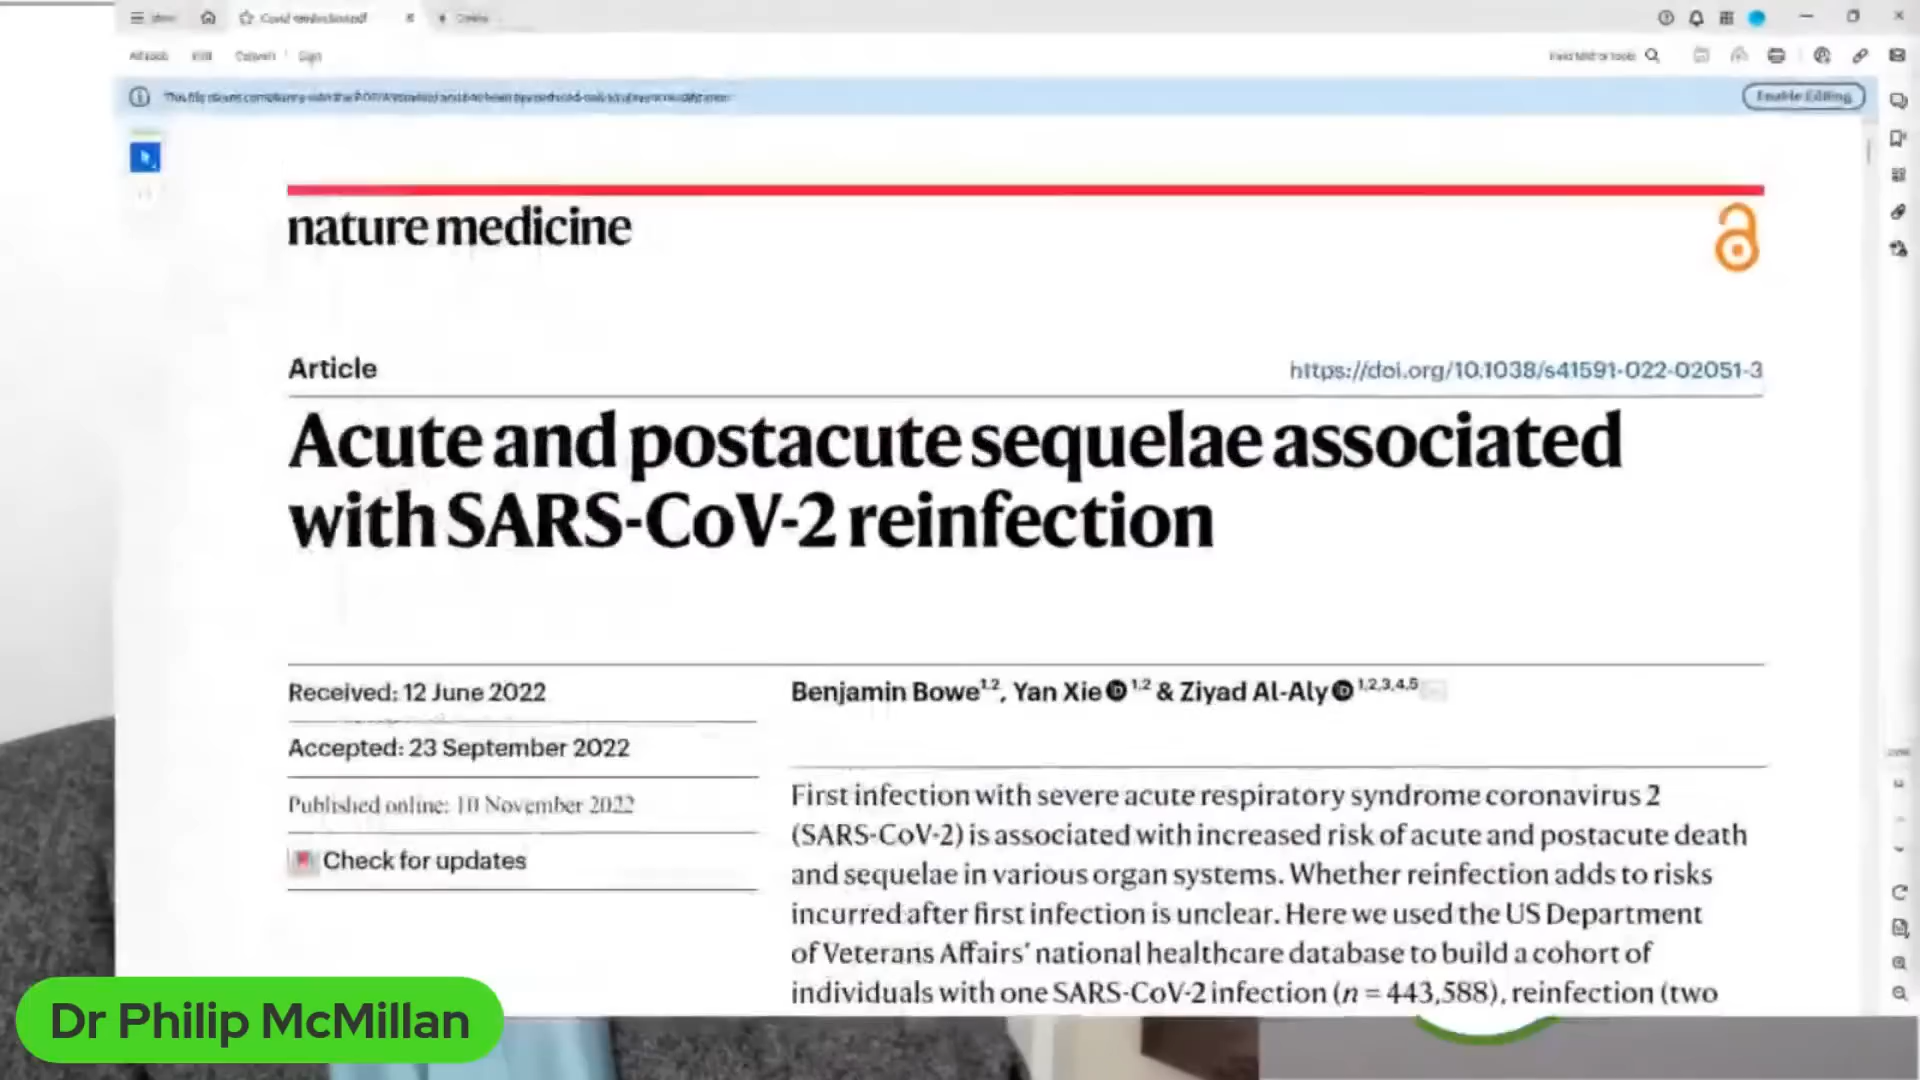 Sign
Enable Editing
nature medicine
Article
https://doi.org/10.1038/s41591-022-02051-3
Acute and postacute sequelae associated
with SARS-CoV-2 reinfection
Received: 12 June 2022
Accepted: 23 September 2022
Published online: 10 November 2022
Check for updates
Benjamin Bowe1,2, Yan Xie 1,2 & Ziyad Al-Aly 1,2,3,4,5
First infection with severe acute respiratory syndrome coronavirus 2
(SARS-CoV-2) is associated with increased risk of acute and postacute death
and sequelae in various organ systems. Whether reinfection adds to risks
incurred after first infection is unclear. Here we used the US Department
of Veterans Affairs' national healthcare database to build a cohort of
individuals with one SARS-CoV-2 infection (n = 443,588), reinfection (two
Dr Philip McMillan